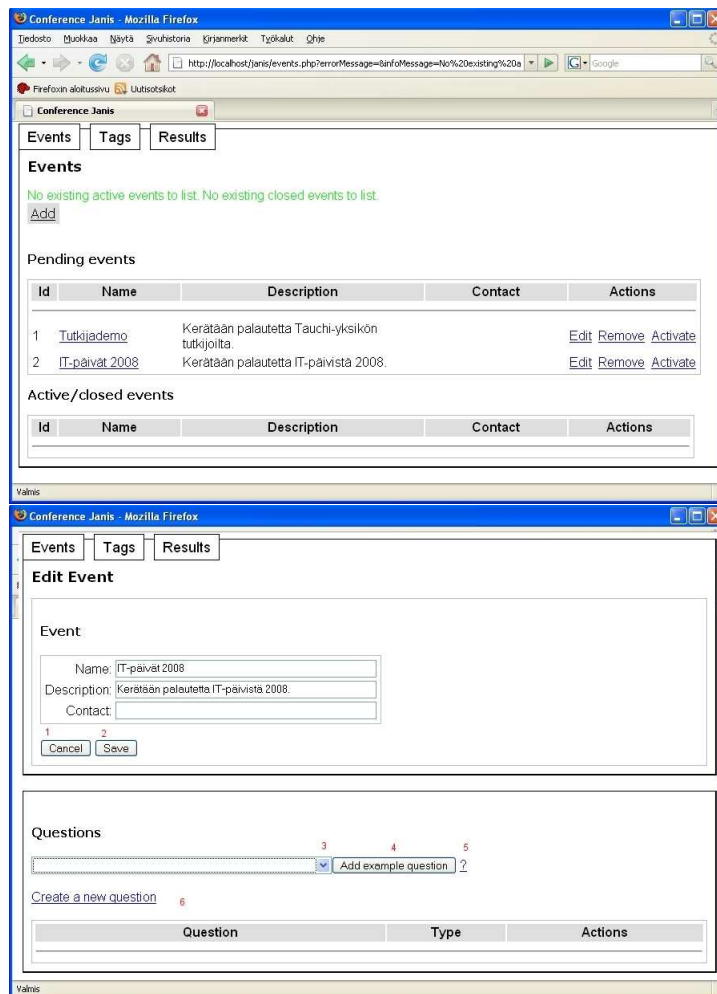 Conference Janis - Mozilla Firefox
Tiedosto Muokkaa Näytä Sivuhistoria Kirjanmerkit Työkalut Ohje
http://localhost/janis/events.php?errorMessage=&infoMessage=No%20existing%20a
Google
Firefoxin aloitussivu Uutisotsikot
Conference Janis
Events Tags Results
Events
No existing active events to list. No existing closed events to list.
Add
Pending events
Id Name Description Contact Actions
1 Tutkijademo Kerätään palautetta Tauchi-yksikön tutkijoilta. Edit Remove Activate
2 IT-päivät 2008 Kerätään palautetta IT-päivistä 2008. Edit Remove Activate
Active/closed events
Id Name Description Contact Actions
Valmis
Conference Janis - Mozilla Firefox
Events Tags Results
Edit Event
Event
Name: IT-päivät 2008
Description: Kerätään palautetta IT-päivistä 2008.
Contact:
1 2
Cancel Save
Questions
3 4 5
Add example question ?
Create a new question 6
Question Type Actions
Valmis